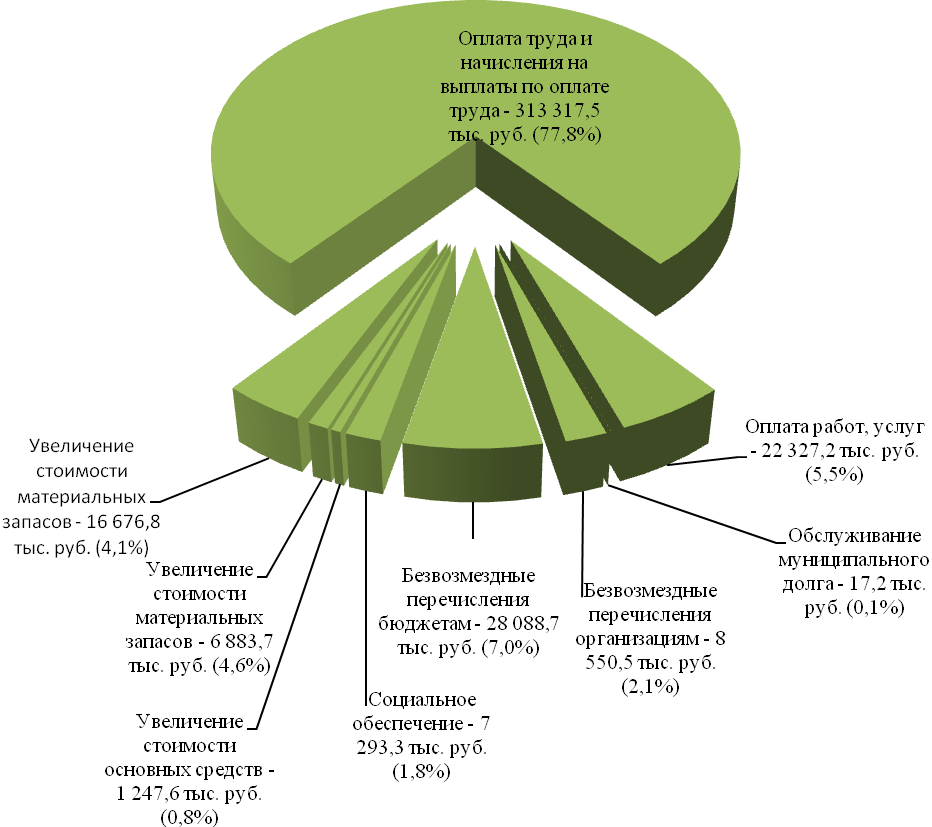 Оплата труда и
начисления на
выплаты по оплате
труда - 313 317,5
тыс. руб. (77,8%)
Оплата работ, услуг
- 22 327,2 тыс. руб.
(5,5%)
Обслуживание
муниципального
долга - 17,2 тыс.
руб. (0,1%)
Безвозмездные
перечисления
организациям - 8
550,5 тыс. руб.
(2,1%)
Безвозмездные
перечисления
бюджетам - 28 088,7
тыс. руб. (7,0%)
Социальное
обеспечение - 7
293,3 тыс. руб.
(1,8%)
Увеличение
стоимости
основных средств -
1 247,6 тыс. руб.
(0,8%)
Увеличение
стоимости
материальных
запасов - 6 883,7
тыс. руб. (4,6%)
Увеличение
стоимости
материальных
запасов - 16 676,8
тыс. руб. (4,1%)